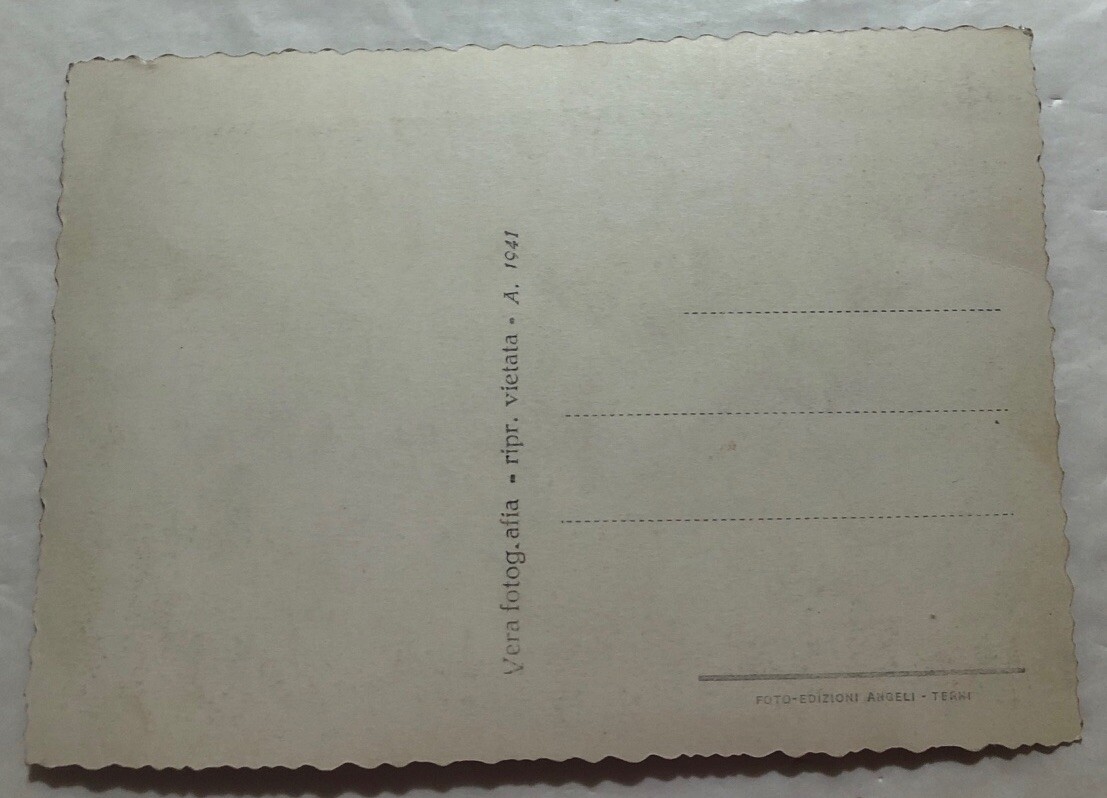 Vera fotog.afia - ripr. vietata - A. 1941
FOTO-EDIZIONI ANGELI - TERNI